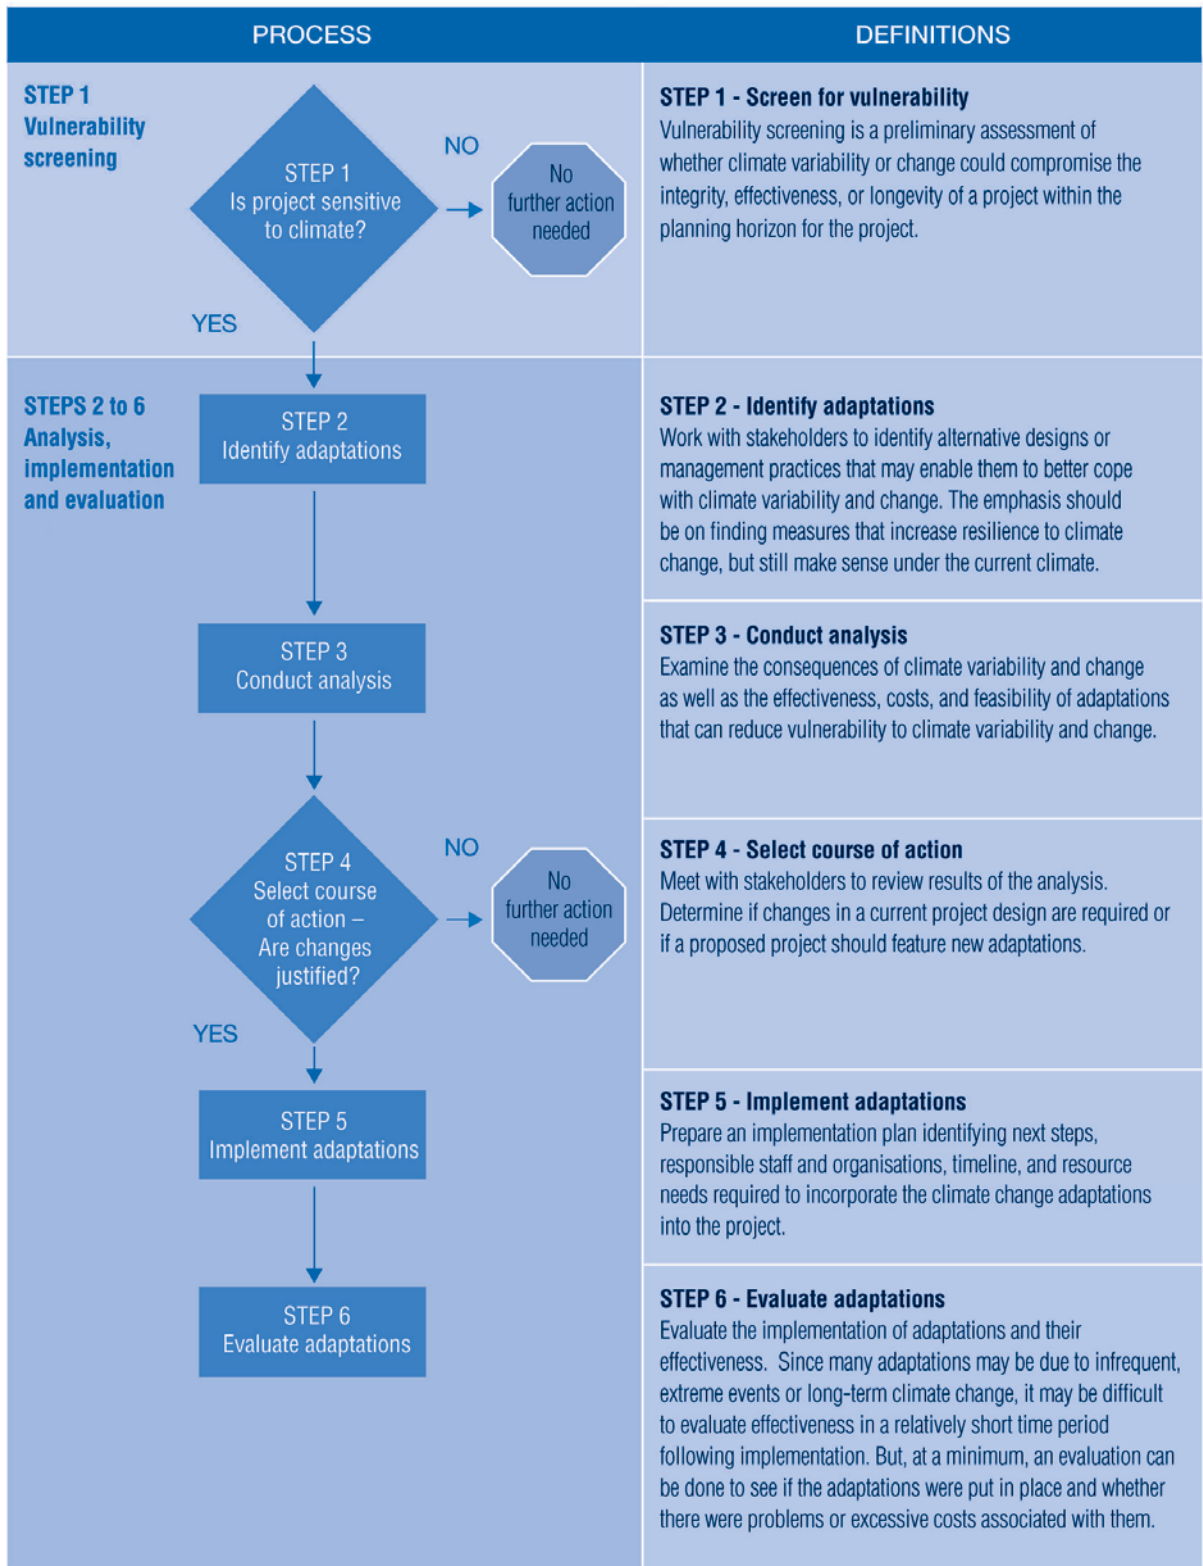 PROCESS
DEFINITIONS
STEP 1
Vulnerability
screening
STEP 1
Is project sensitive
to climate?
NO
No
further action
needed
YES
STEP 1 - Screen for vulnerability
Vulnerability screening is a preliminary assessment of
whether climate variability or change could compromise the
integrity, effectiveness, or longevity of a project within the
planning horizon for the project.
STEPS 2 to 6
Analysis,
implementation
and evaluation
STEP 2
Identify adaptations
STEP 2 - Identify adaptations
Work with stakeholders to identify alternative designs or
management practices that may enable them to better cope
with climate variability and change. The emphasis should
be on finding measures that increase resilience to climate
change, but still make sense under the current climate.
STEP 3
Conduct analysis
STEP 3 - Conduct analysis
Examine the consequences of climate variability and change
as well as the effectiveness, costs, and feasibility of adaptations
that can reduce vulnerability to climate variability and change.
STEP 4
Select course
of action –
Are changes
justified?
NO
No
further action
needed
YES
STEP 4 - Select course of action
Meet with stakeholders to review results of the analysis.
Determine if changes in a current project design are required or
if a proposed project should feature new adaptations.
STEP 5
Implement adaptations
STEP 5 - Implement adaptations
Prepare an implementation plan identifying next steps,
responsible staff and organisations, timeline, and resource
needs required to incorporate the climate change adaptations
into the project.
STEP 6
Evaluate adaptations
STEP 6 - Evaluate adaptations
Evaluate the implementation of adaptations and their
effectiveness.  Since many adaptations may be due to infrequent,
extreme events or long-term climate change, it may be difficult
to evaluate effectiveness in a relatively short time period
following implementation. But, at a minimum, an evaluation can
be done to see if the adaptations were put in place and whether
there were problems or excessive costs associated with them.